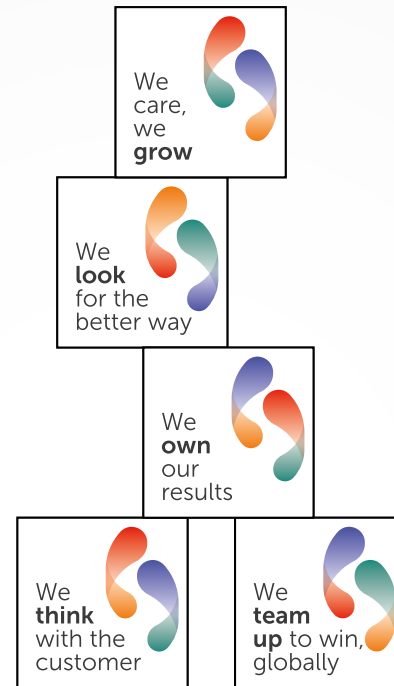 We
care,
we
grow
We
look
for the
better way
We
own
our
results
We
think
with the
customer
We
team
up to win,
globally